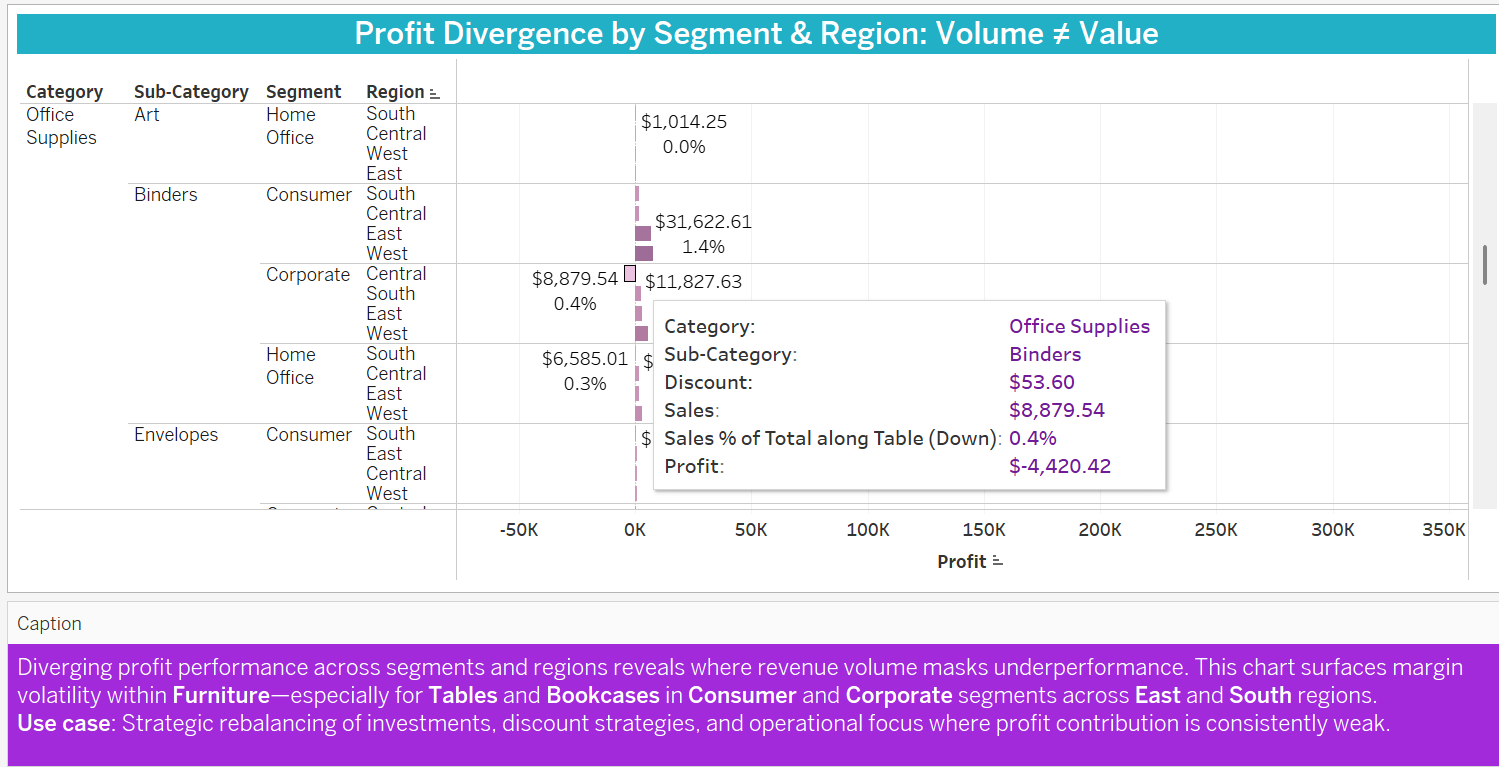 Profit Divergence by Segment & Region: Volume ≠ Value
Category Sub-Category Segment Region
Office Supplies Art Home Office South
Central
West
East
$1,014.25
0.0%
Binders Consumer South
Central
East
West
$31,622.61
1.4%
Corporate Central
South
East
West
$8,879.54
0.4%
$11,827.63
Home Office South
Central
East
West
$6,585.01
0.3%
$
Envelopes Consumer South
East
Central
West
$
Category: Office Supplies
Sub-Category: Binders
Discount: $53.60
Sales: $8,879.54
Sales % of Total along Table (Down): 0.4%
Profit: $-4,420.42
-50K 0K 50K 100K 150K 200K 250K 300K 350K
Profit
Caption
Diverging profit performance across segments and regions reveals where revenue volume masks underperformance. This chart surfaces margin
volatility within Furniture—especially for Tables and Bookcases in Consumer and Corporate segments across East and South regions.
Use case: Strategic rebalancing of investments, discount strategies, and operational focus where profit contribution is consistently weak.